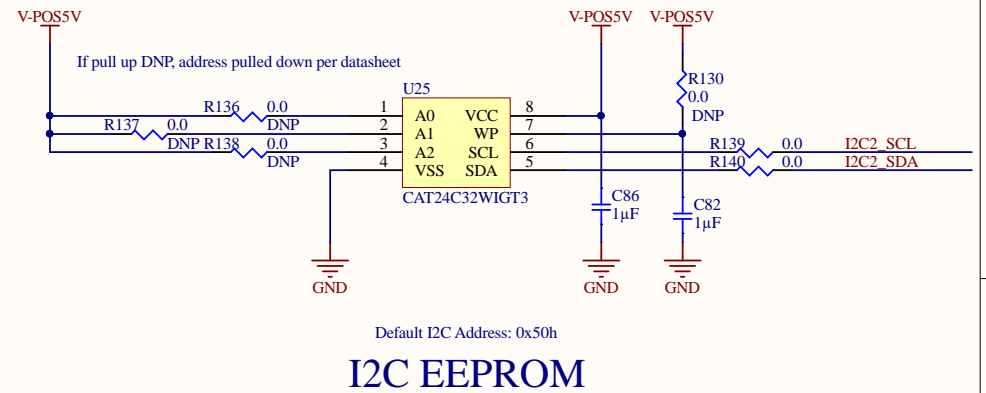 V-POS5V
V-POS5V
V-POS5V
If pull up DNP, address pulled down per datasheet
U25
R130
0.0
DNP
R136 0.0
DNP
R137 0.0
DNP
R138 0.0
DNP
1 A0 VCC 8
2 A1 WP 7
3 A2 SCL 6
4 VSS SDA 5
CAT24C32WIGT3
R139 0.0 I2C2_SCL
R140 0.0 I2C2_SDA
C86
1µF
C82
1µF
GND
GND
GND
Default I2C Address: 0x50h
I2C EEPROM